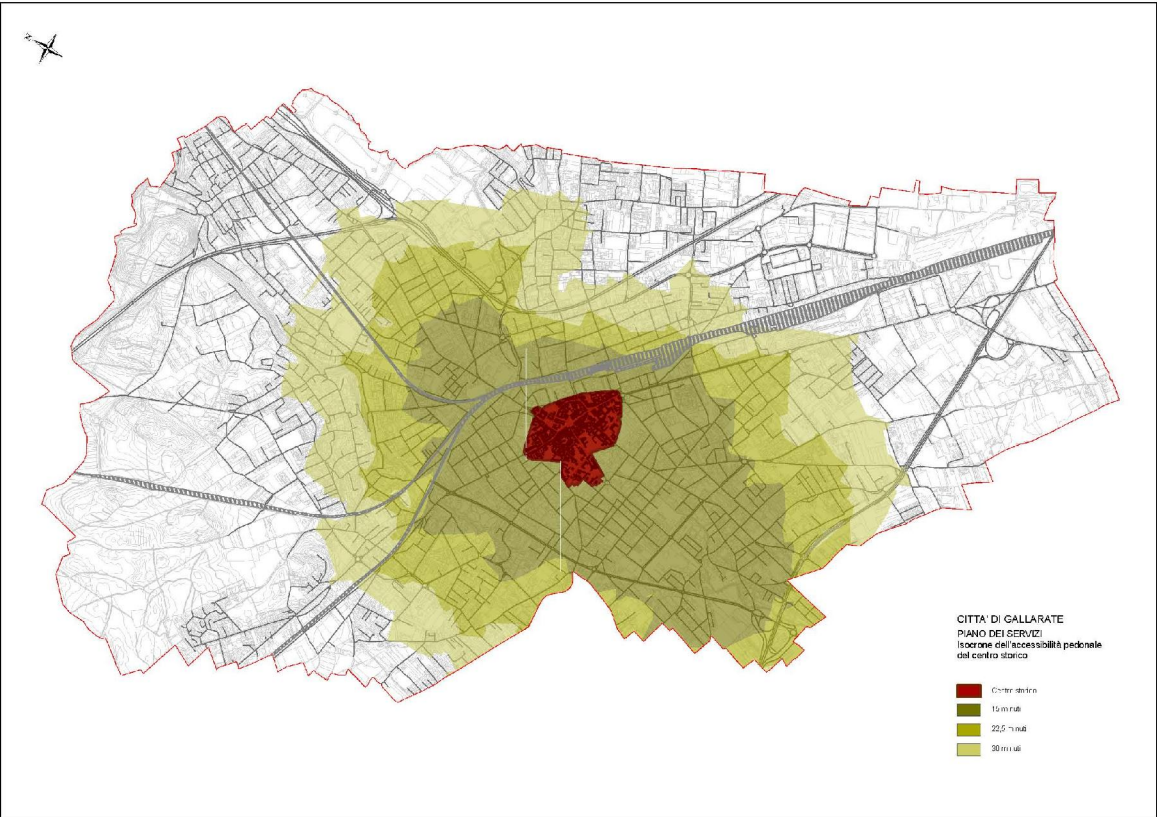 N
CITTA' DI GALLARATE
PIANO DEI SERVIZI
Isocrone dell'accessibilità pedonale
del centro storico
Centro storico
15 minuti
22,5 minuti
30 minuti